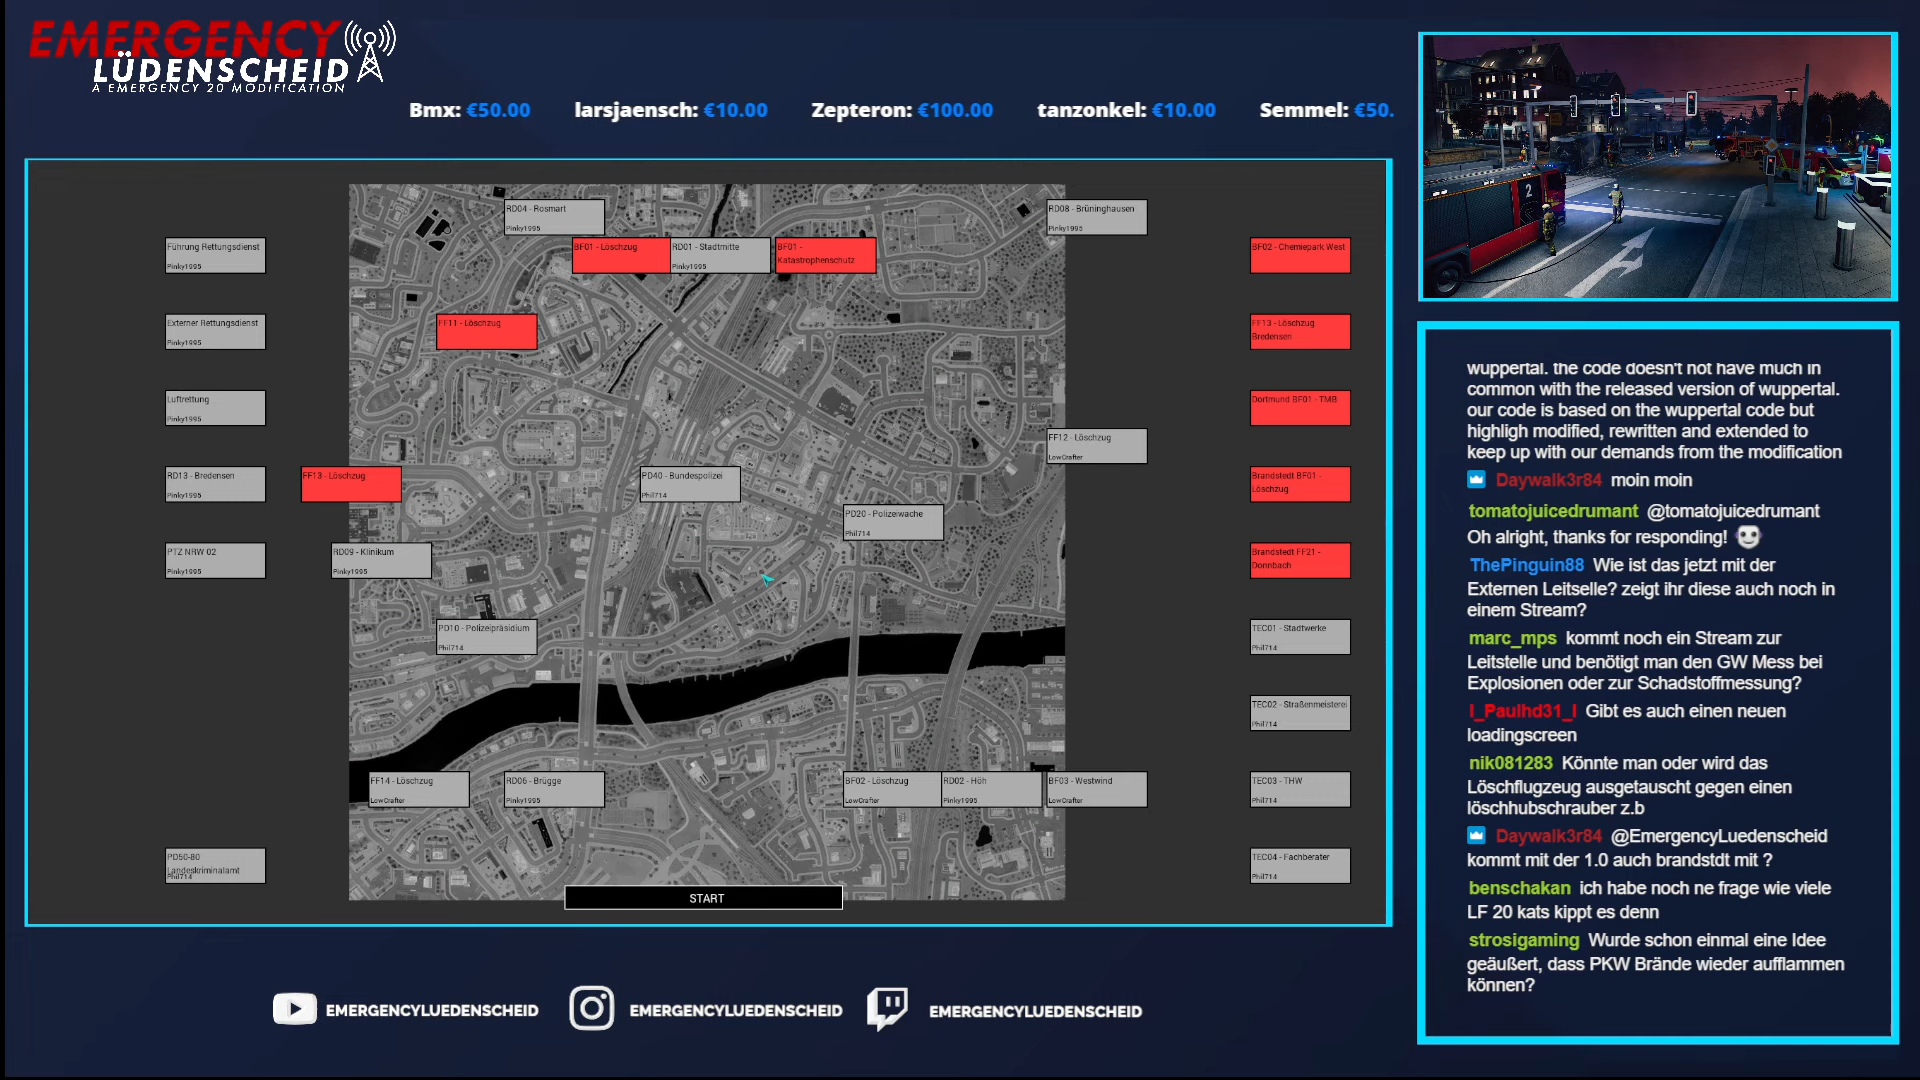 EMERGENCY
LÜDENSCHEID
A EMERGENCY 20 MODIFICATION
Bmx: €50.00 larsjaensch: €10.00 Zepteron: €100.00 tanzonkel: €10.00 Semmel: €50.
RD04 - Rosmart
Pinky1995
RD08 - Brüninghausen
Pinky1995
Führung Rettungsdienst
Pinky1995
BF01 - Löschzug
RD01 - Stadtmitte
Pinky1995
BF01 -
Katastrophenschutz
BF02 - Chemiepark West
Externer Rettungsdienst
Pinky1995
FF11 - Löschzug
FF13 - Löschzug
Bredensen
Luftrettung
Pinky1995
Dortmund BF01 - TMB
FF12 - Löschzug
LowCrafter
RD13 - Bredensen
Pinky1995
FF13 - Löschzug
PD40 - Bundespolizei
Phil714
Brandstedt BF01 -
Löschzug
PD20 - Polizeiwache
Phil714
PTZ NRW 02
Pinky1995
RD09 - Klinikum
Pinky1995
Brandstedt FF21 -
Donnbach
PD10 - Polizeipräsidium
Phil714
TEC01 - Stadtwerke
Phil714
TEC02 - Straßenmeisterei
Phil714
FF14 - Löschzug
LowCrafter
RD06 - Brügge
Pinky1995
BF02 - Löschzug
LowCrafter
RD02 - Höh
Pinky1995
BF03 - Westwind
LowCrafter
TEC03 - THW
Phil714
PD50-80
Landeskriminalamt
Phil714
TEC04 - Fachberater
Phil714
START
2
wuppertal. the code doesn't not have much in
common with the released version of wuppertal.
our code is based on the wuppertal code but
highligh modified, rewritten and extended to
keep up with our demands from the modification
Daywalk3r84 moin moin
tomatojuicedrumant @tomatojuicedrumant
Oh alright, thanks for responding!
ThePinguin88 Wie ist das jetzt mit der
Externen Leitselle? zeigt ihr diese auch noch in
einem Stream?
marc_mps kommt noch ein Stream zur
Leitstelle und benötigt man den GW Mess bei
Explosionen oder zur Schadstoffmessung?
I_Paulhd31_I Gibt es auch einen neuen
loadingscreen
nik081283 Könnte man oder wird das
Löschflugzeug ausgetauscht gegen einen
löschhubschrauber z.b
Daywalk3r84 @EmergencyLuedenscheid
kommt mit der 1.0 auch brandstdt mit ?
benschakan ich habe noch ne frage wie viele
LF 20 kats kippt es denn
strosigaming Wurde schon einmal eine Idee
geäußert, dass PKW Brände wieder aufflammen
können?
EMERGENCYLUEDENSCHEID EMERGENCYLUEDENSCHEID EMERGENCYLUEDENSCHEID